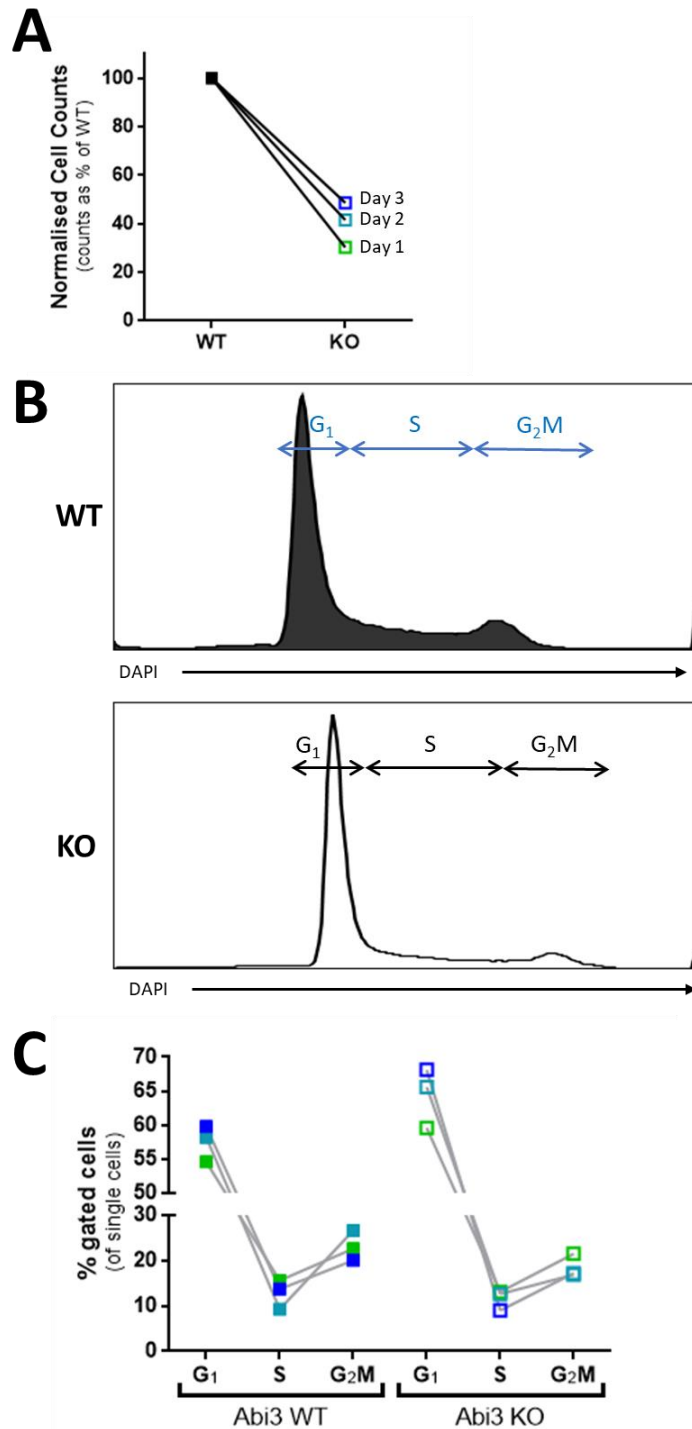 A
Normalised Cell Counts
(counts as % of WT)
100
80
60
40
20
0
Day 3
Day 2
Day 1
WT
KO
B
WT
G₁
S
G₂M
DAPI
KO
G₁
S
G₂M
DAPI
C
% gated cells
(of single cells)
70
65
60
55
50
30
20
10
0
G₁
S
G₂M
G₁
S
G₂M
Abi3 WT
Abi3 KO